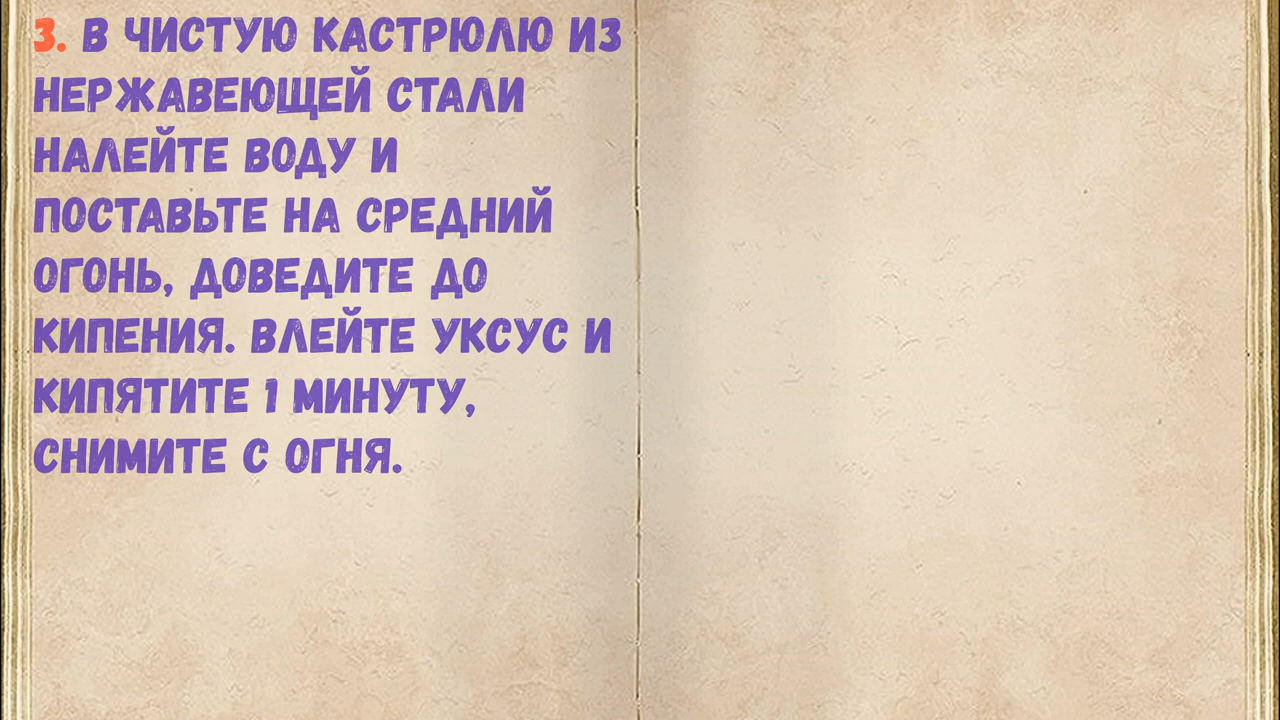 3. В ЧИСТУЮ КАСТРЮЛЮ ИЗ
НЕРЖАВЕЮЩЕЙ СТАЛИ
НАЛЕЙТЕ ВОДУ И
ПОСТАВЬТЕ НА СРЕДНИЙ
ОГОНЬ, ДОВЕДИТЕ ДО
КИПЕНИЯ. ВЛЕЙТЕ УКСУС И
КИПЯТИТЕ 1 МИНУТУ,
СНИМИТЕ С ОГНЯ.